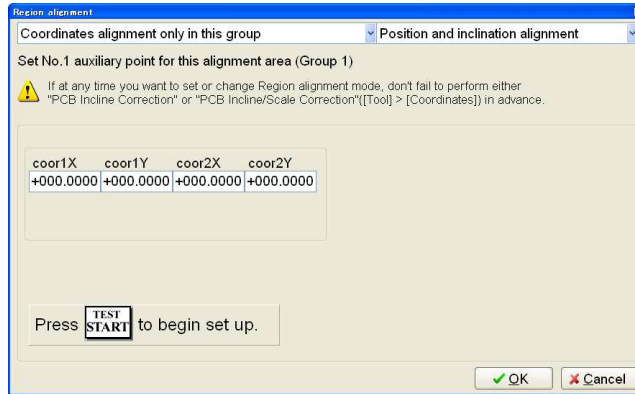 Region alignment
Coordinates alignment only in this group
Position and inclination alignment
Set No.1 auxiliary point for this alignment area (Group 1)
If at any time you want to set or change Region alignment mode, don't fail to perform either
"PCB Incline Correction" or "PCB Incline/Scale Correction"([Tool] > [Coordinates]) in advance.
coor1X coor1Y coor2X coor2Y
+000.0000 +000.0000 +000.0000 +000.0000
Press TEST START to begin set up.
OK Cancel